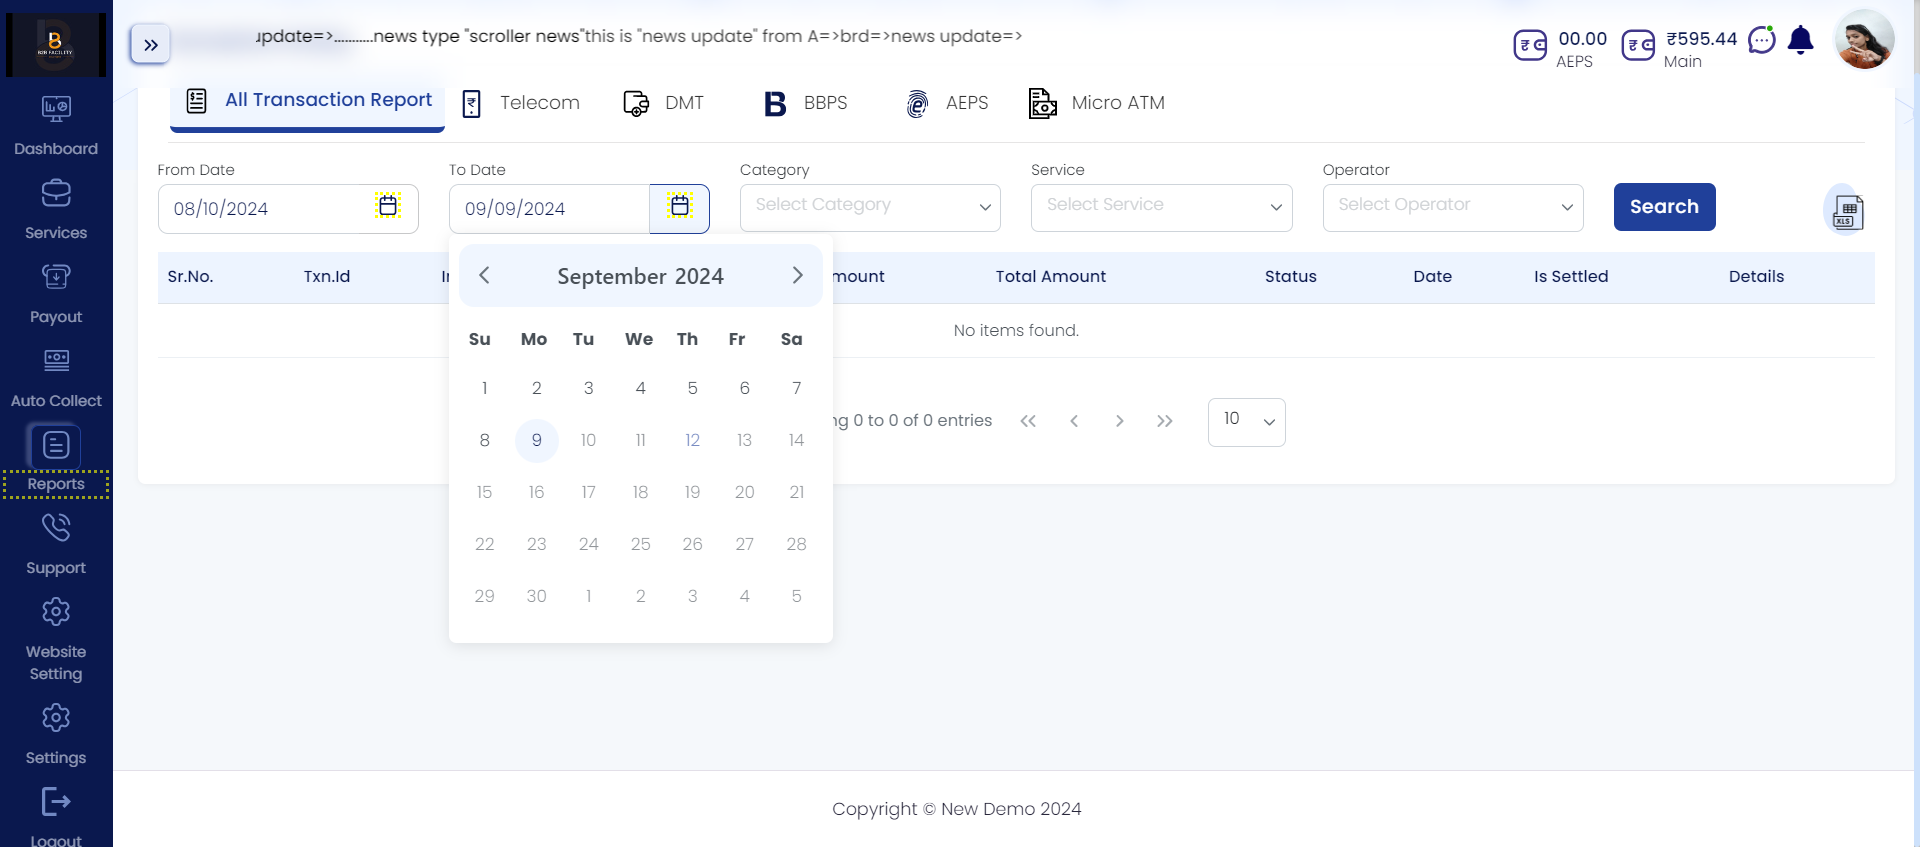 B2B FACILITY
update=>...........news type "scroller news"this is "news update" from A=>brd=>news update=>
00.00
AEPS
₹595.44
Main
All Transaction Report
Telecom
DMT
BBPS
AEPS
Micro ATM
Dashboard
Services
Payout
Auto Collect
Reports
Support
Website
Setting
Settings
Logout
From Date
To Date
Category
Service
Operator
08/10/2024
09/09/2024
Select Category
Select Service
Select Operator
Search
XLS
Sr.No.
Txn.Id
Total Amount
Status
Date
Is Settled
Details
No items found.
September 2024
Su Mo Tu We Th Fr Sa
1 2 3 4 5 6 7
8 9 10 11 12 13 14
15 16 17 18 19 20 21
22 23 24 25 26 27 28
29 30 1 2 3 4 5
0 to 0 of 0 entries
10
Copyright © New Demo 2024